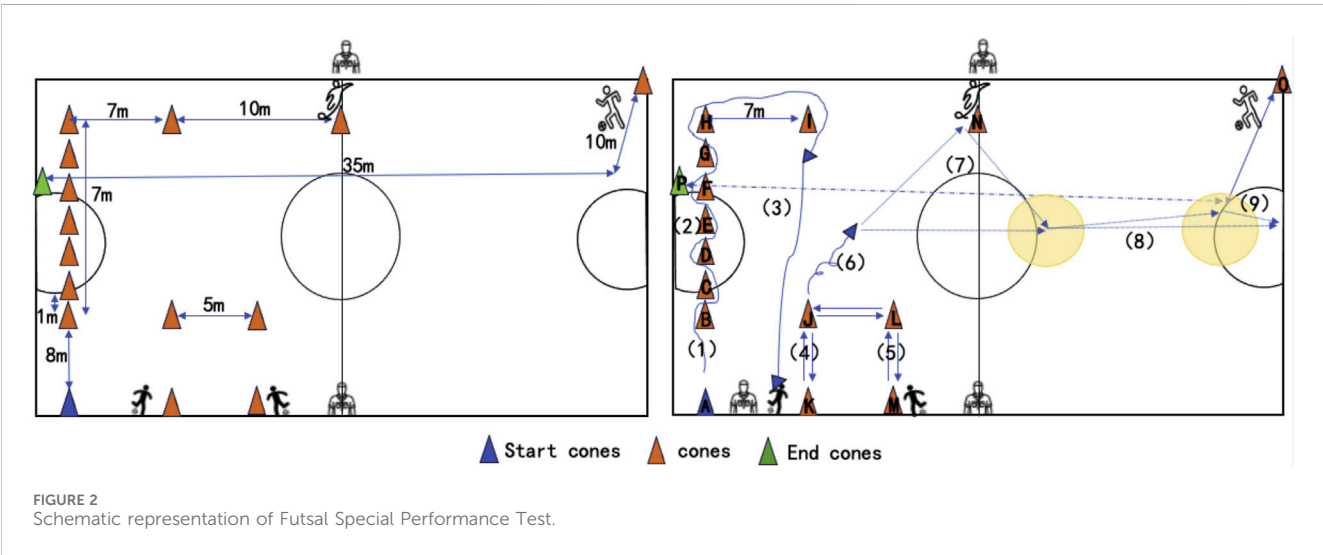 7m
10m
10m
35m
7m
1m
5m
8m
O
H
7m
I
N
G
P
F
(7)
(3)
(9)
(2)
E
(6)
(8)
D
C
B
J
L
(1)
(4)
(5)
A
K
M
Start cones
cones
End cones
FIGURE 2
Schematic representation of Futsal Special Performance Test.